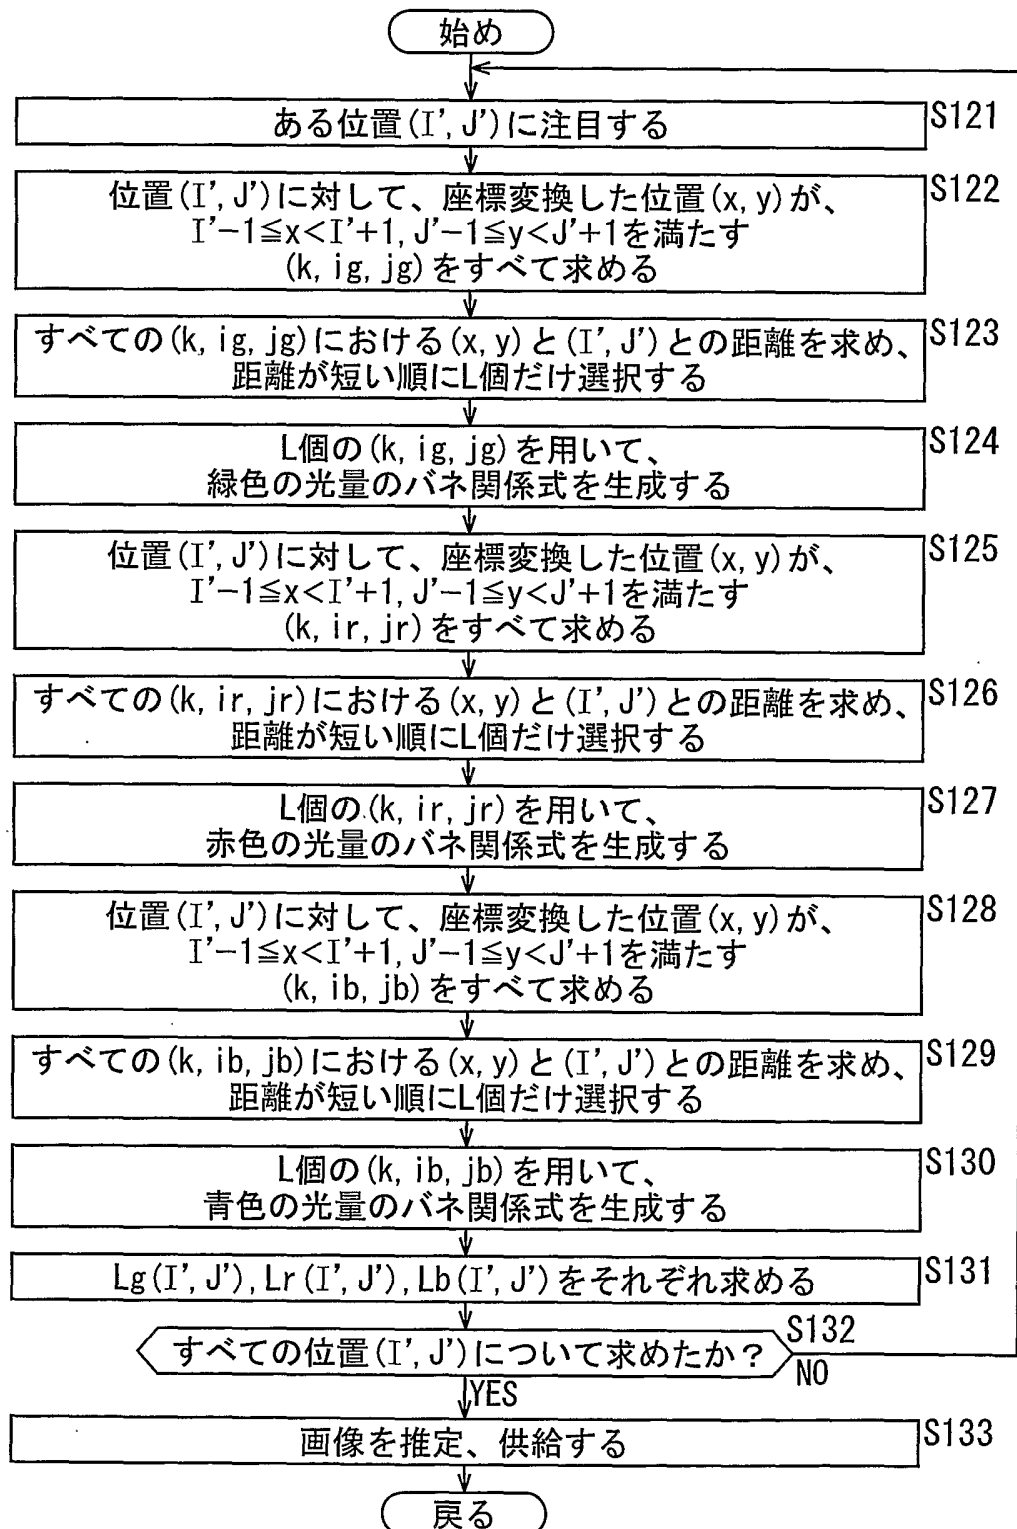 始め
ある位置(I',J')に注目する
S121
位置(I',J')に対して、座標変換した位置(x,y)が、
I'-1≦x<I'+1,J'-1≦y<J'+1を満たす
(k,ig,jg)をすべて求める
S122
すべての(k,ig,jg)における(x,y)と(I',J')との距離を求め、
距離が短い順にL個だけ選択する
S123
L個の(k,ig,jg)を用いて、
緑色の光量のバネ関係式を生成する
S124
位置(I',J')に対して、座標変換した位置(x,y)が、
I'-1≦x<I'+1,J'-1≦y<J'+1を満たす
(k,ir,jr)をすべて求める
S125
すべての(k,ir,jr)における(x,y)と(I',J')との距離を求め、
距離が短い順にL個だけ選択する
S126
L個の(k,ir,jr)を用いて、
赤色の光量のバネ関係式を生成する
S127
位置(I',J')に対して、座標変換した位置(x,y)が、
I'-1≦x<I'+1,J'-1≦y<J'+1を満たす
(k,ib,jb)をすべて求める
S128
すべての(k,ib,jb)における(x,y)と(I',J')との距離を求め、
距離が短い順にL個だけ選択する
S129
L個の(k,ib,jb)を用いて、
青色の光量のバネ関係式を生成する
S130
Lg(I',J'),Lr(I',J'),Lb(I',J')をそれぞれ求める
S131
すべての位置(I',J')について求めたか？
S132
NO
YES
画像を推定、供給する
S133
戻る